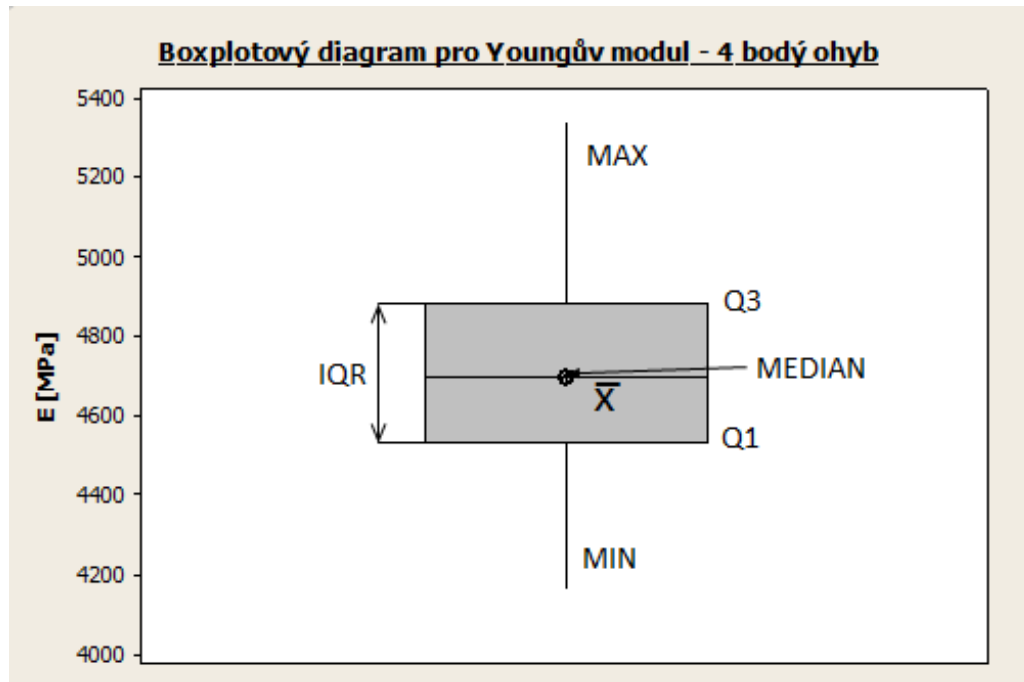 Boxplotový diagram pro Youngův modul - 4 bodý ohyb
5400
MAX
5200
5000
Q3
4800
E [MPa]
IQR
MEDIAN
X̅
4600
Q1
4400
MIN
4200
4000